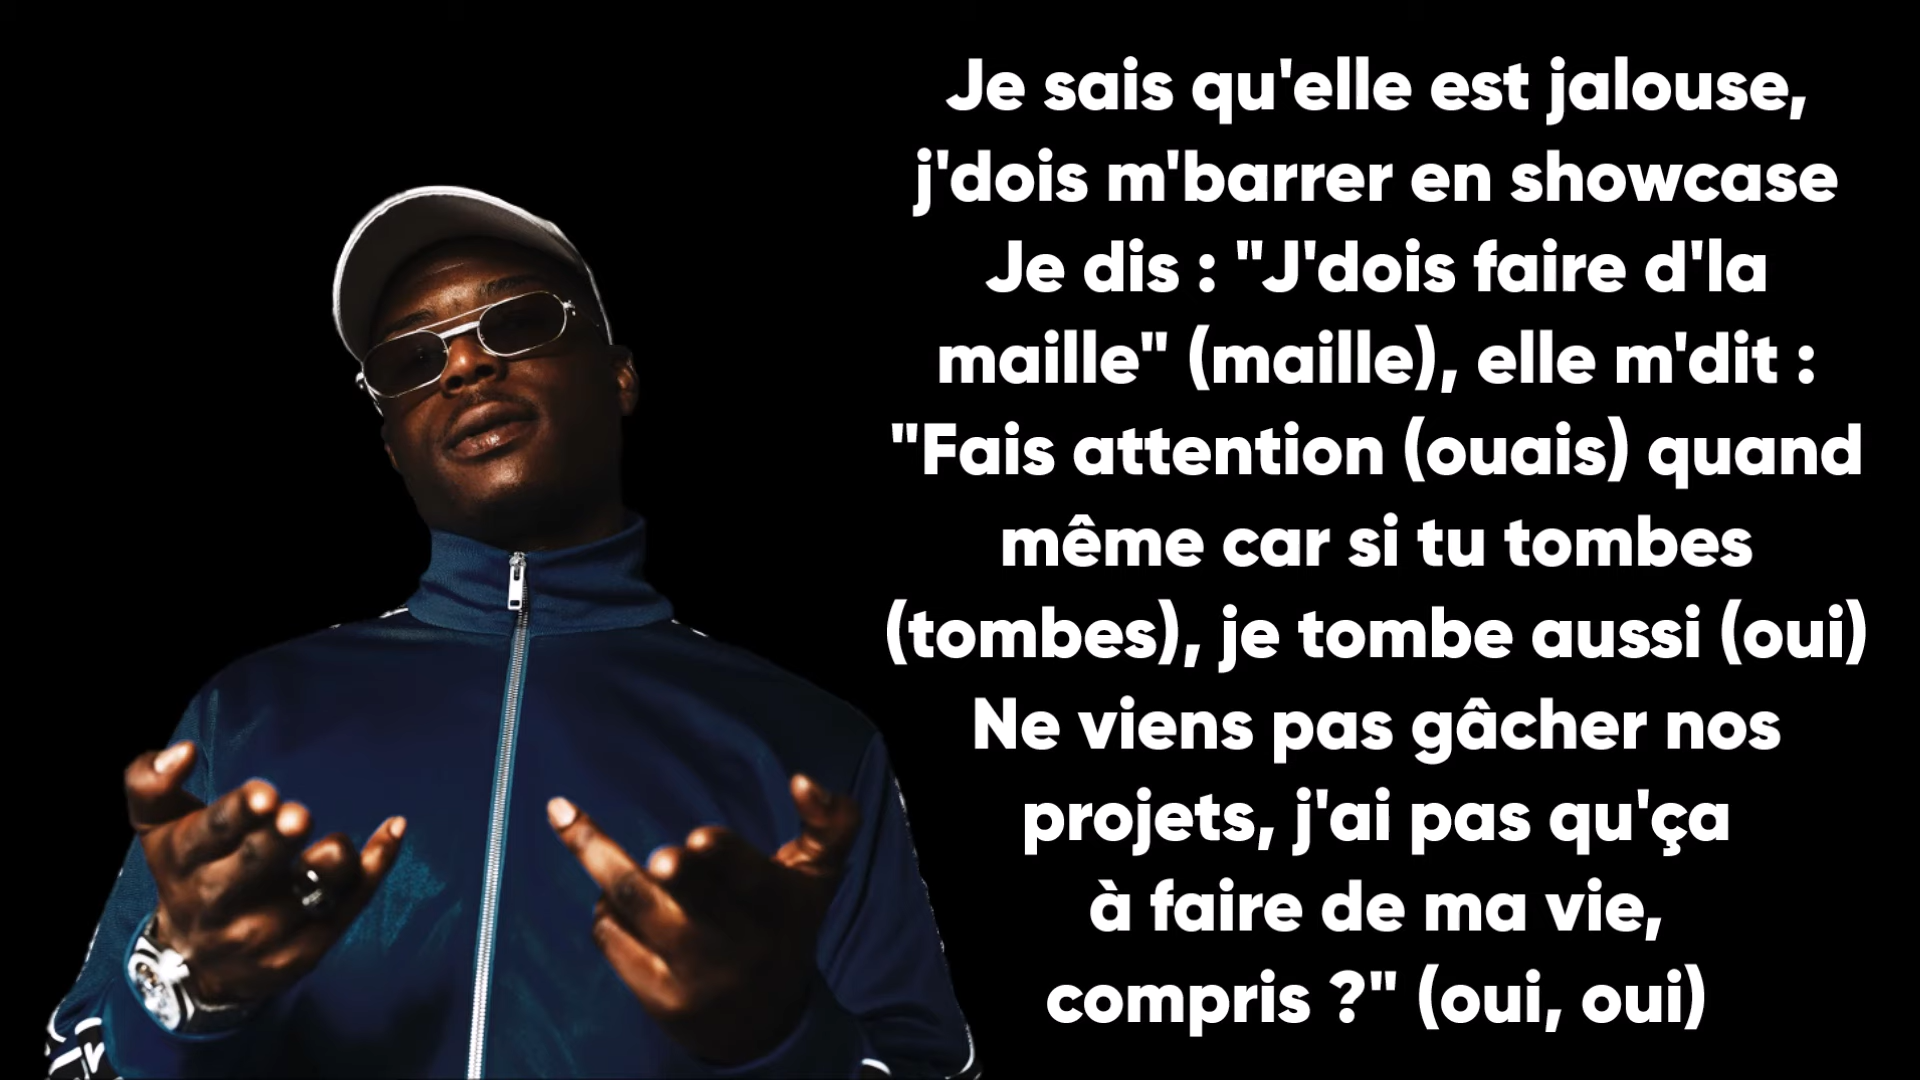 Je sais qu'elle est jalouse,
j'dois m'barrer en showcase
Je dis : "J'dois faire d'la
maille" (maille), elle m'dit :
"Fais attention (ouais) quand
même car si tu tombes
(tombes), je tombe aussi (oui)
Ne viens pas gâcher nos
projets, j'ai pas qu'ça
à faire de ma vie,
compris ?" (oui, oui)